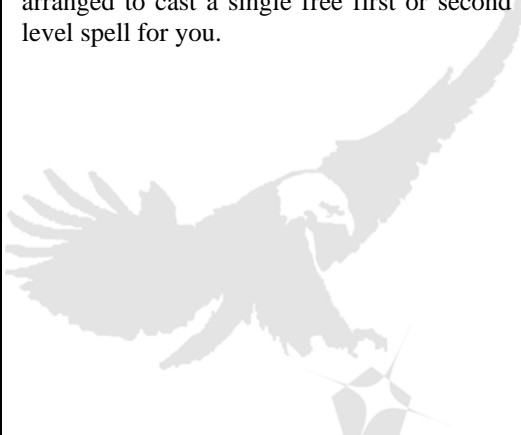 arranged to cast a single free first or second
level spell for you.